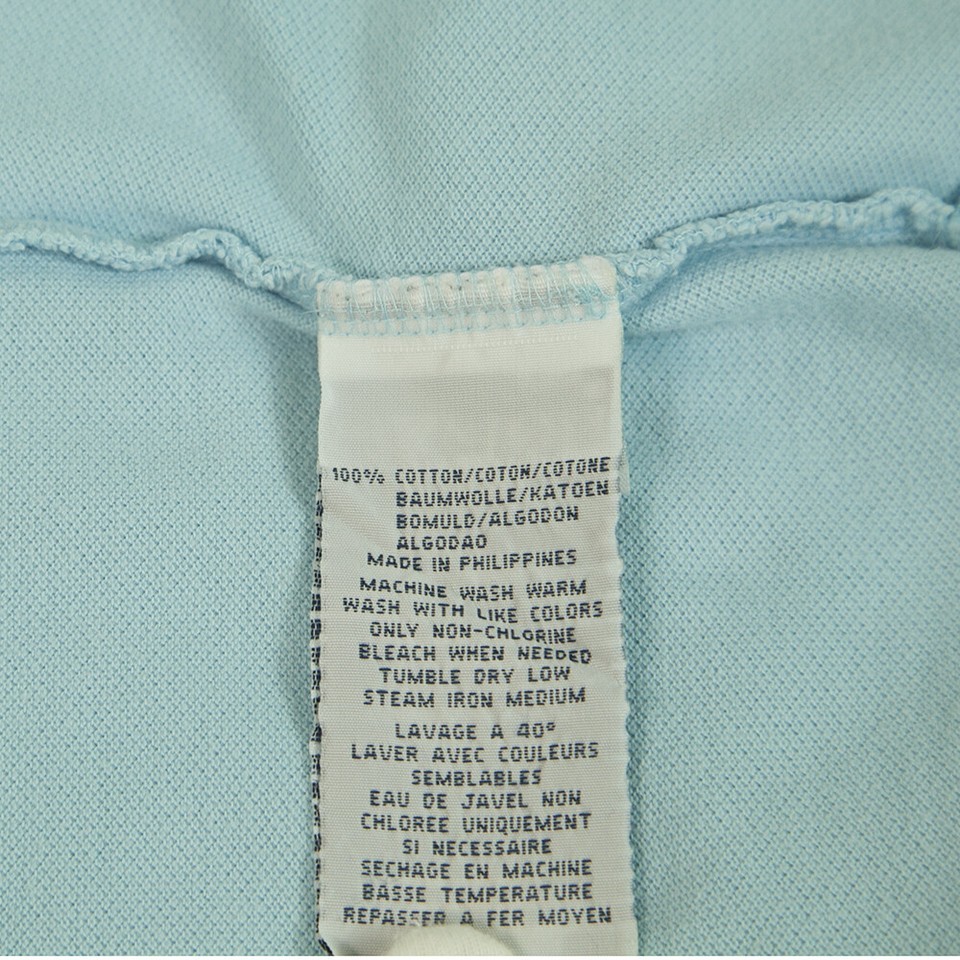 100% COTTON/COTON/COTONE
BAUMWOLLE/KATOEN
BOMULD/ALGODON
ALGODAO
MADE IN PHILIPPINES
MACHINE WASH WARM
WASH WITH LIKE COLORS
ONLY NON-CHLORINE
BLEACH WHEN NEEDED
TUMBLE DRY LOW
STEAM IRON MEDIUM
LAVAGE A 40°
LAVER AVEC COULEURS
SEMBLABLES
EAU DE JAVEL NON
CHLOREE UNIQUEMENT
SI NECESSAIRE
SECHAGE EN MACHINE
BASSE TEMPERATURE
REPASSER A FER MOYEN